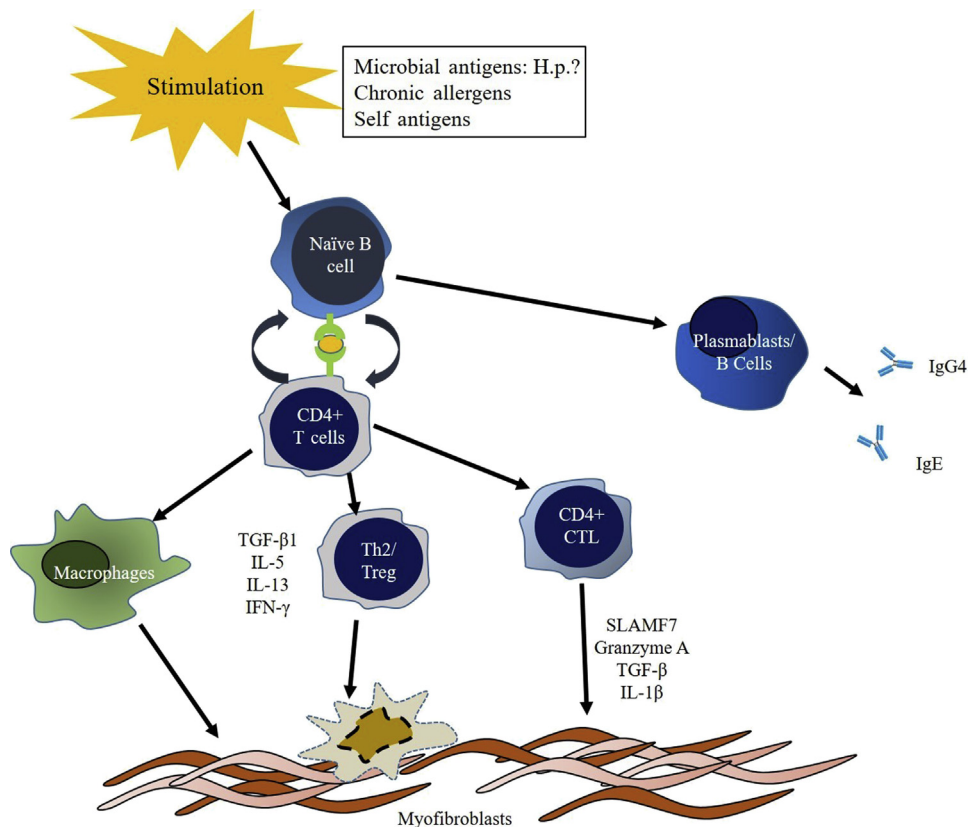 Stimulation
Microbial antigens: H.p.?
Chronic allergens
Self antigens
Naïve B
cell
Plasmablasts/
B Cells
IgG4
IgE
CD4+
T cells
Macrophages
TGF-β1
IL-5
IL-13
IFN-γ
Th2/
Treg
CD4+
CTL
SLAMF7
Granzyme A
TGF-β
IL-1β
Myofibroblasts